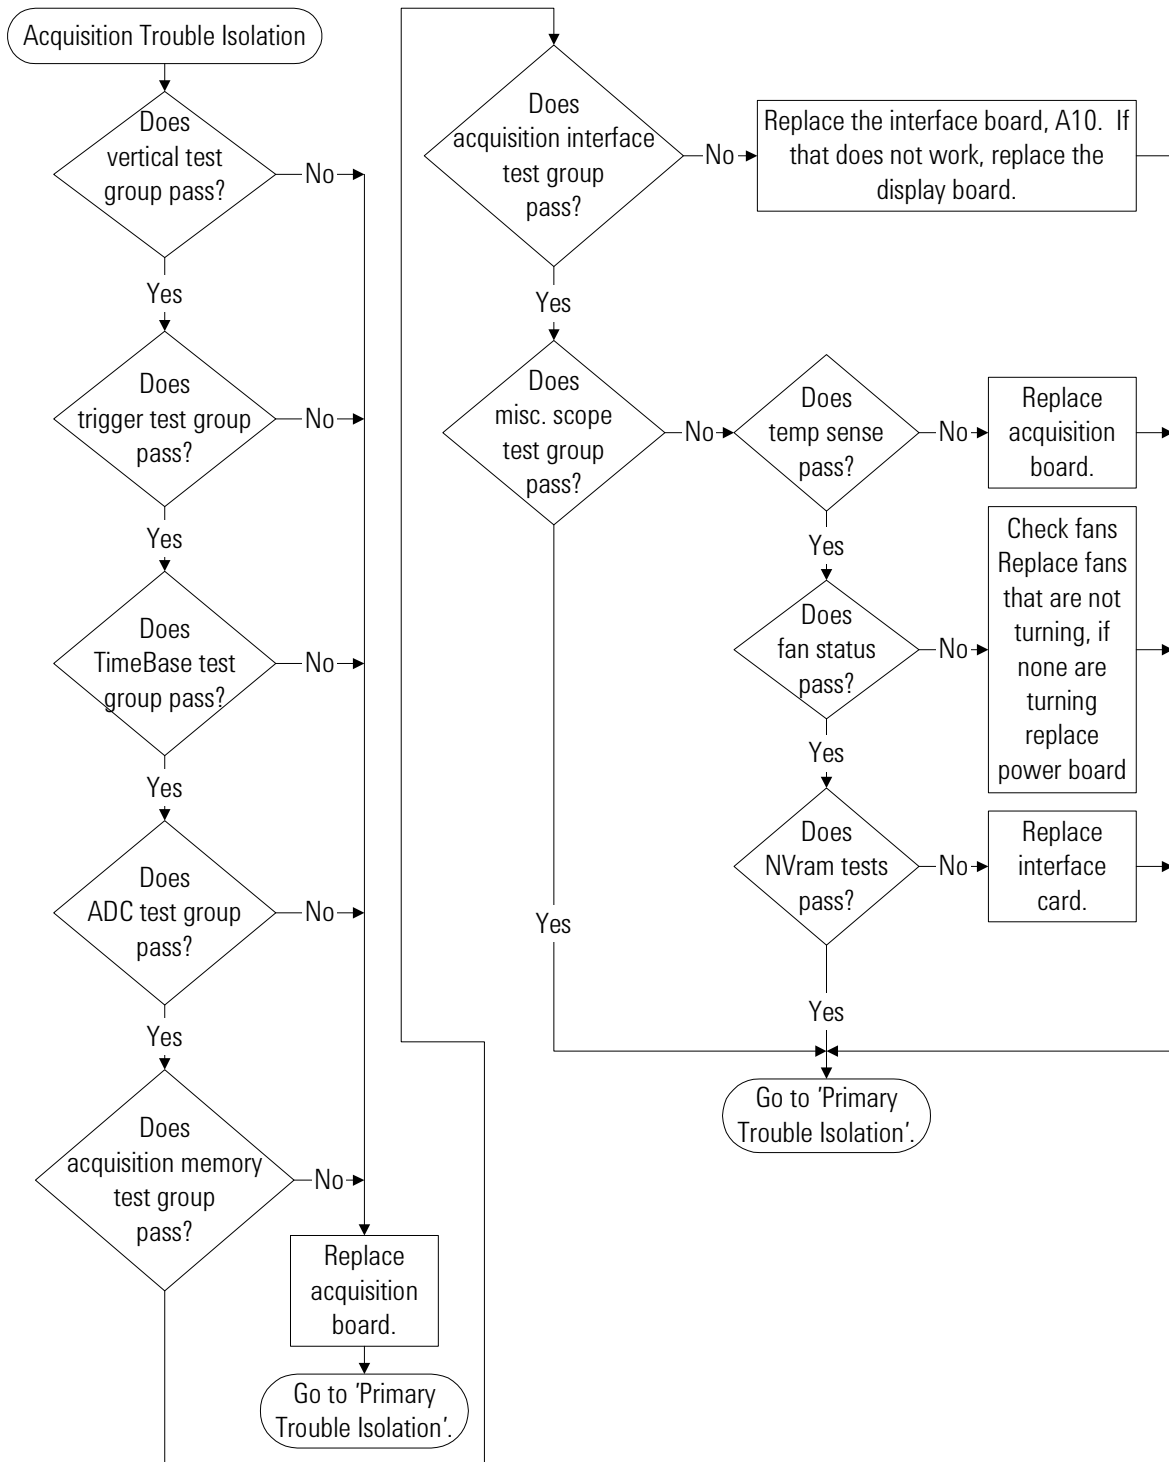 Acquisition Trouble Isolation
Does
vertical test
group pass?
No
Yes
Does
trigger test group
pass?
No
Yes
Does
TimeBase test
group pass?
No
Yes
Does
ADC test group
pass?
No
Yes
Does
acquisition memory
test group
pass?
No
Replace
acquisition
board.
Go to 'Primary
Trouble Isolation'.
Does
acquisition interface
test group
pass?
No
Replace the interface board, A10.  If
that does not work, replace the
display board.
Yes
Does
misc. scope
test group
pass?
No
Does
temp sense
pass?
No
Replace
acquisition
board.
Yes
Does
fan status
pass?
No
Check fans
Replace fans
that are not
turning, if
none are
turning
replace
power board
Yes
Does
NVram tests
pass?
No
Replace
interface
card.
Yes
Yes
Go to 'Primary
Trouble Isolation'.